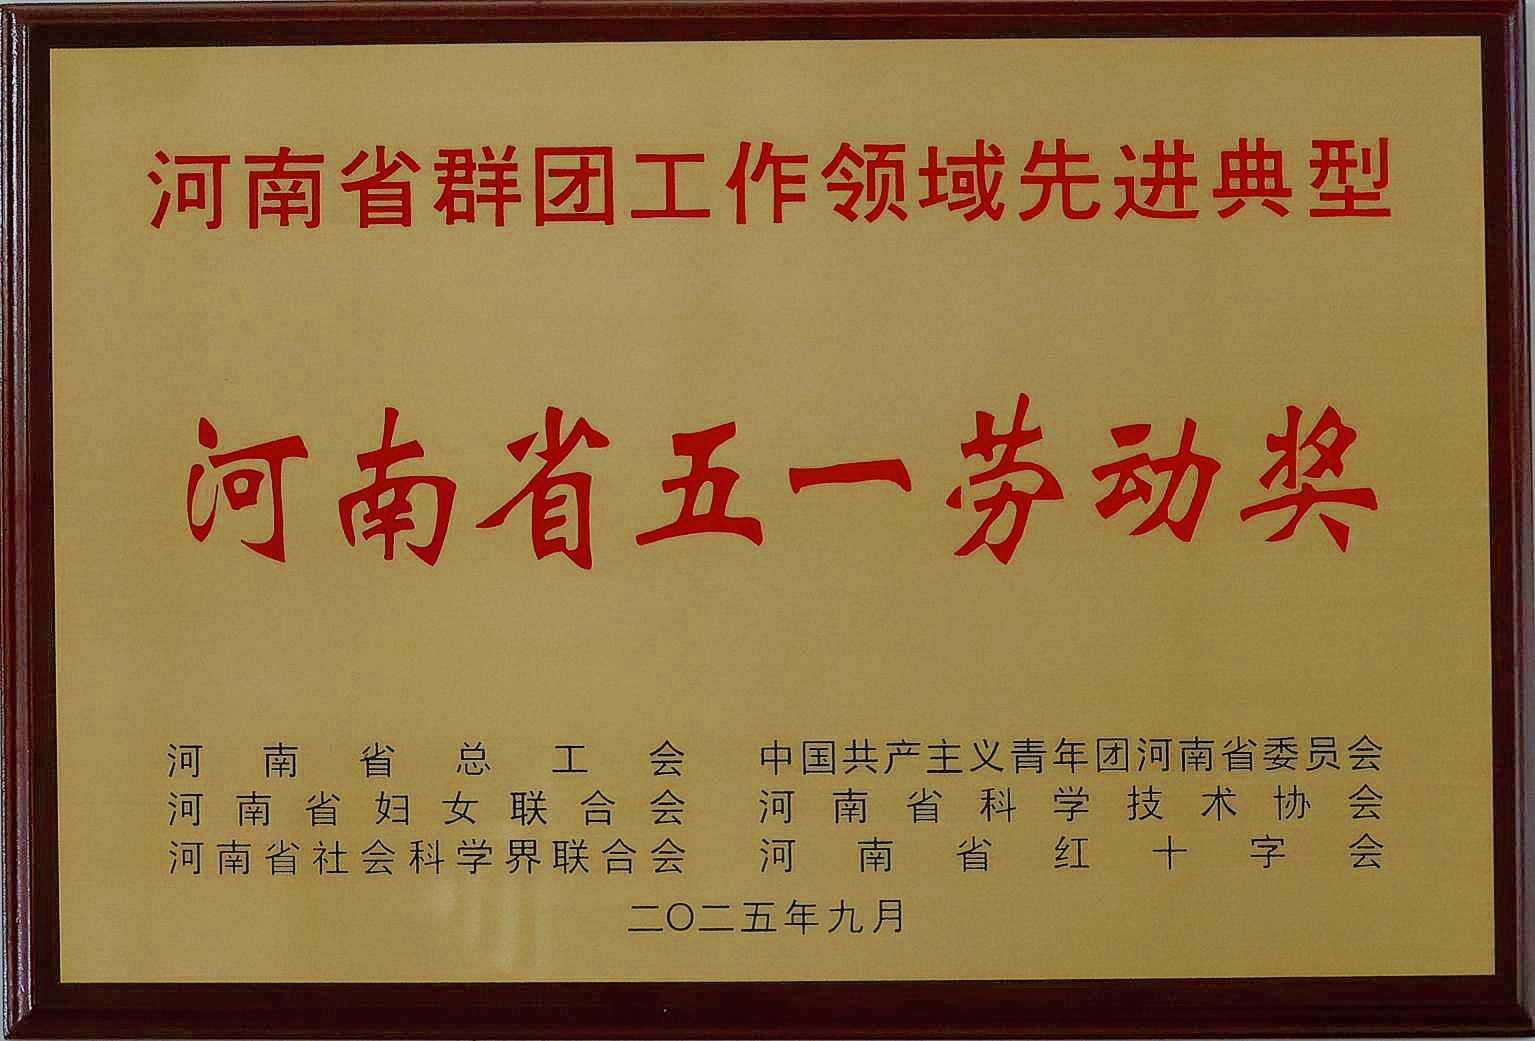 河南省群团工作领域先进典型
河南省五一劳动奖
河南省总工会 中国共产主义青年团河南省委员会
河南省妇女联合会 河南省科学技术协会
河南省社会科学界联合会 河南省红十字会
二〇二五年九月